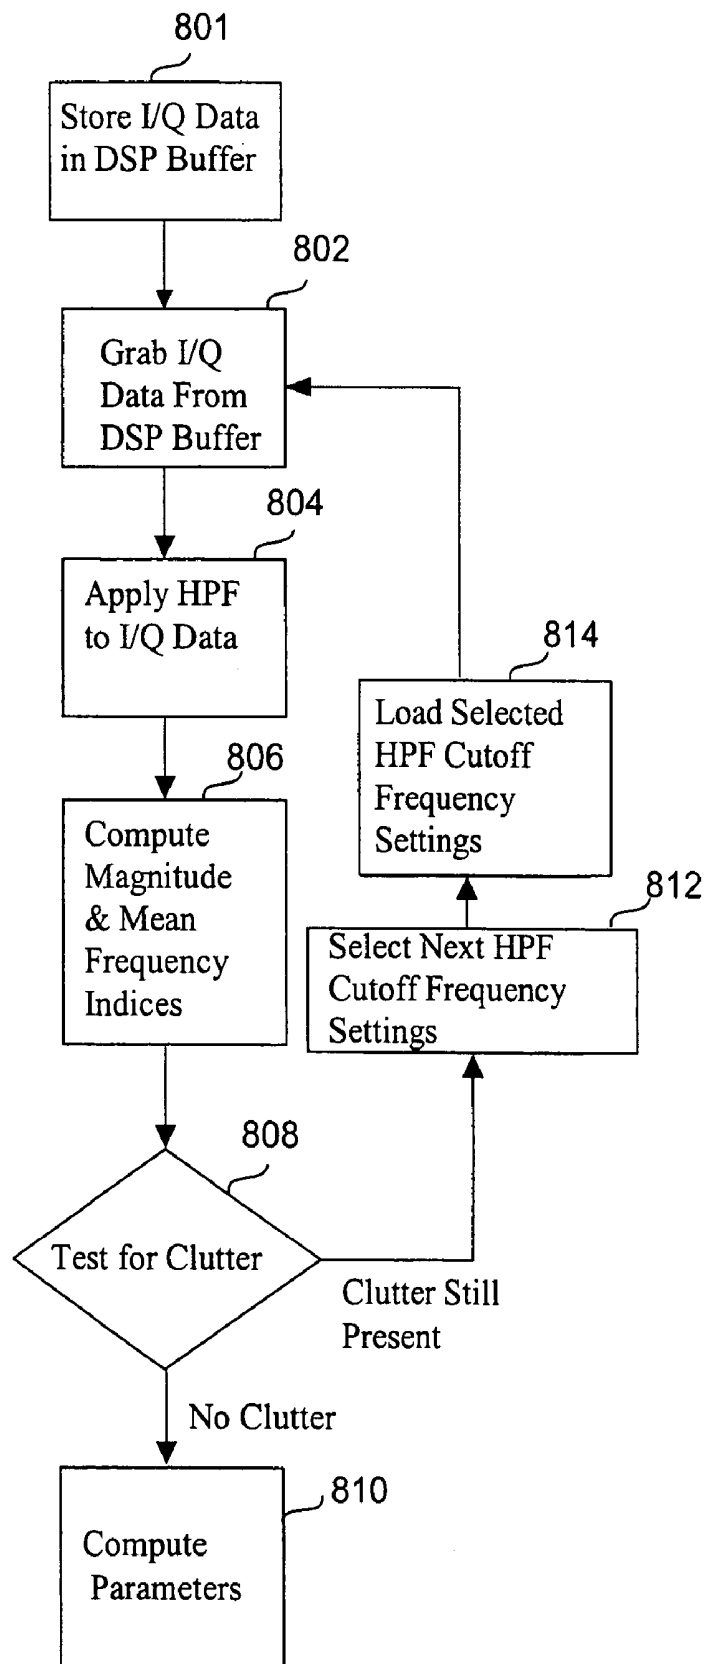 801
Store I/Q Data
in DSP Buffer
802
Grab I/Q
Data From
DSP Buffer
804
Apply HPF
to I/Q Data
806
Compute
Magnitude
& Mean
Frequency
Indices
808
Test for Clutter
Clutter Still
Present
No Clutter
810
Compute
Parameters
812
Select Next HPF
Cutoff Frequency
Settings
814
Load Selected
HPF Cutoff
Frequency
Settings